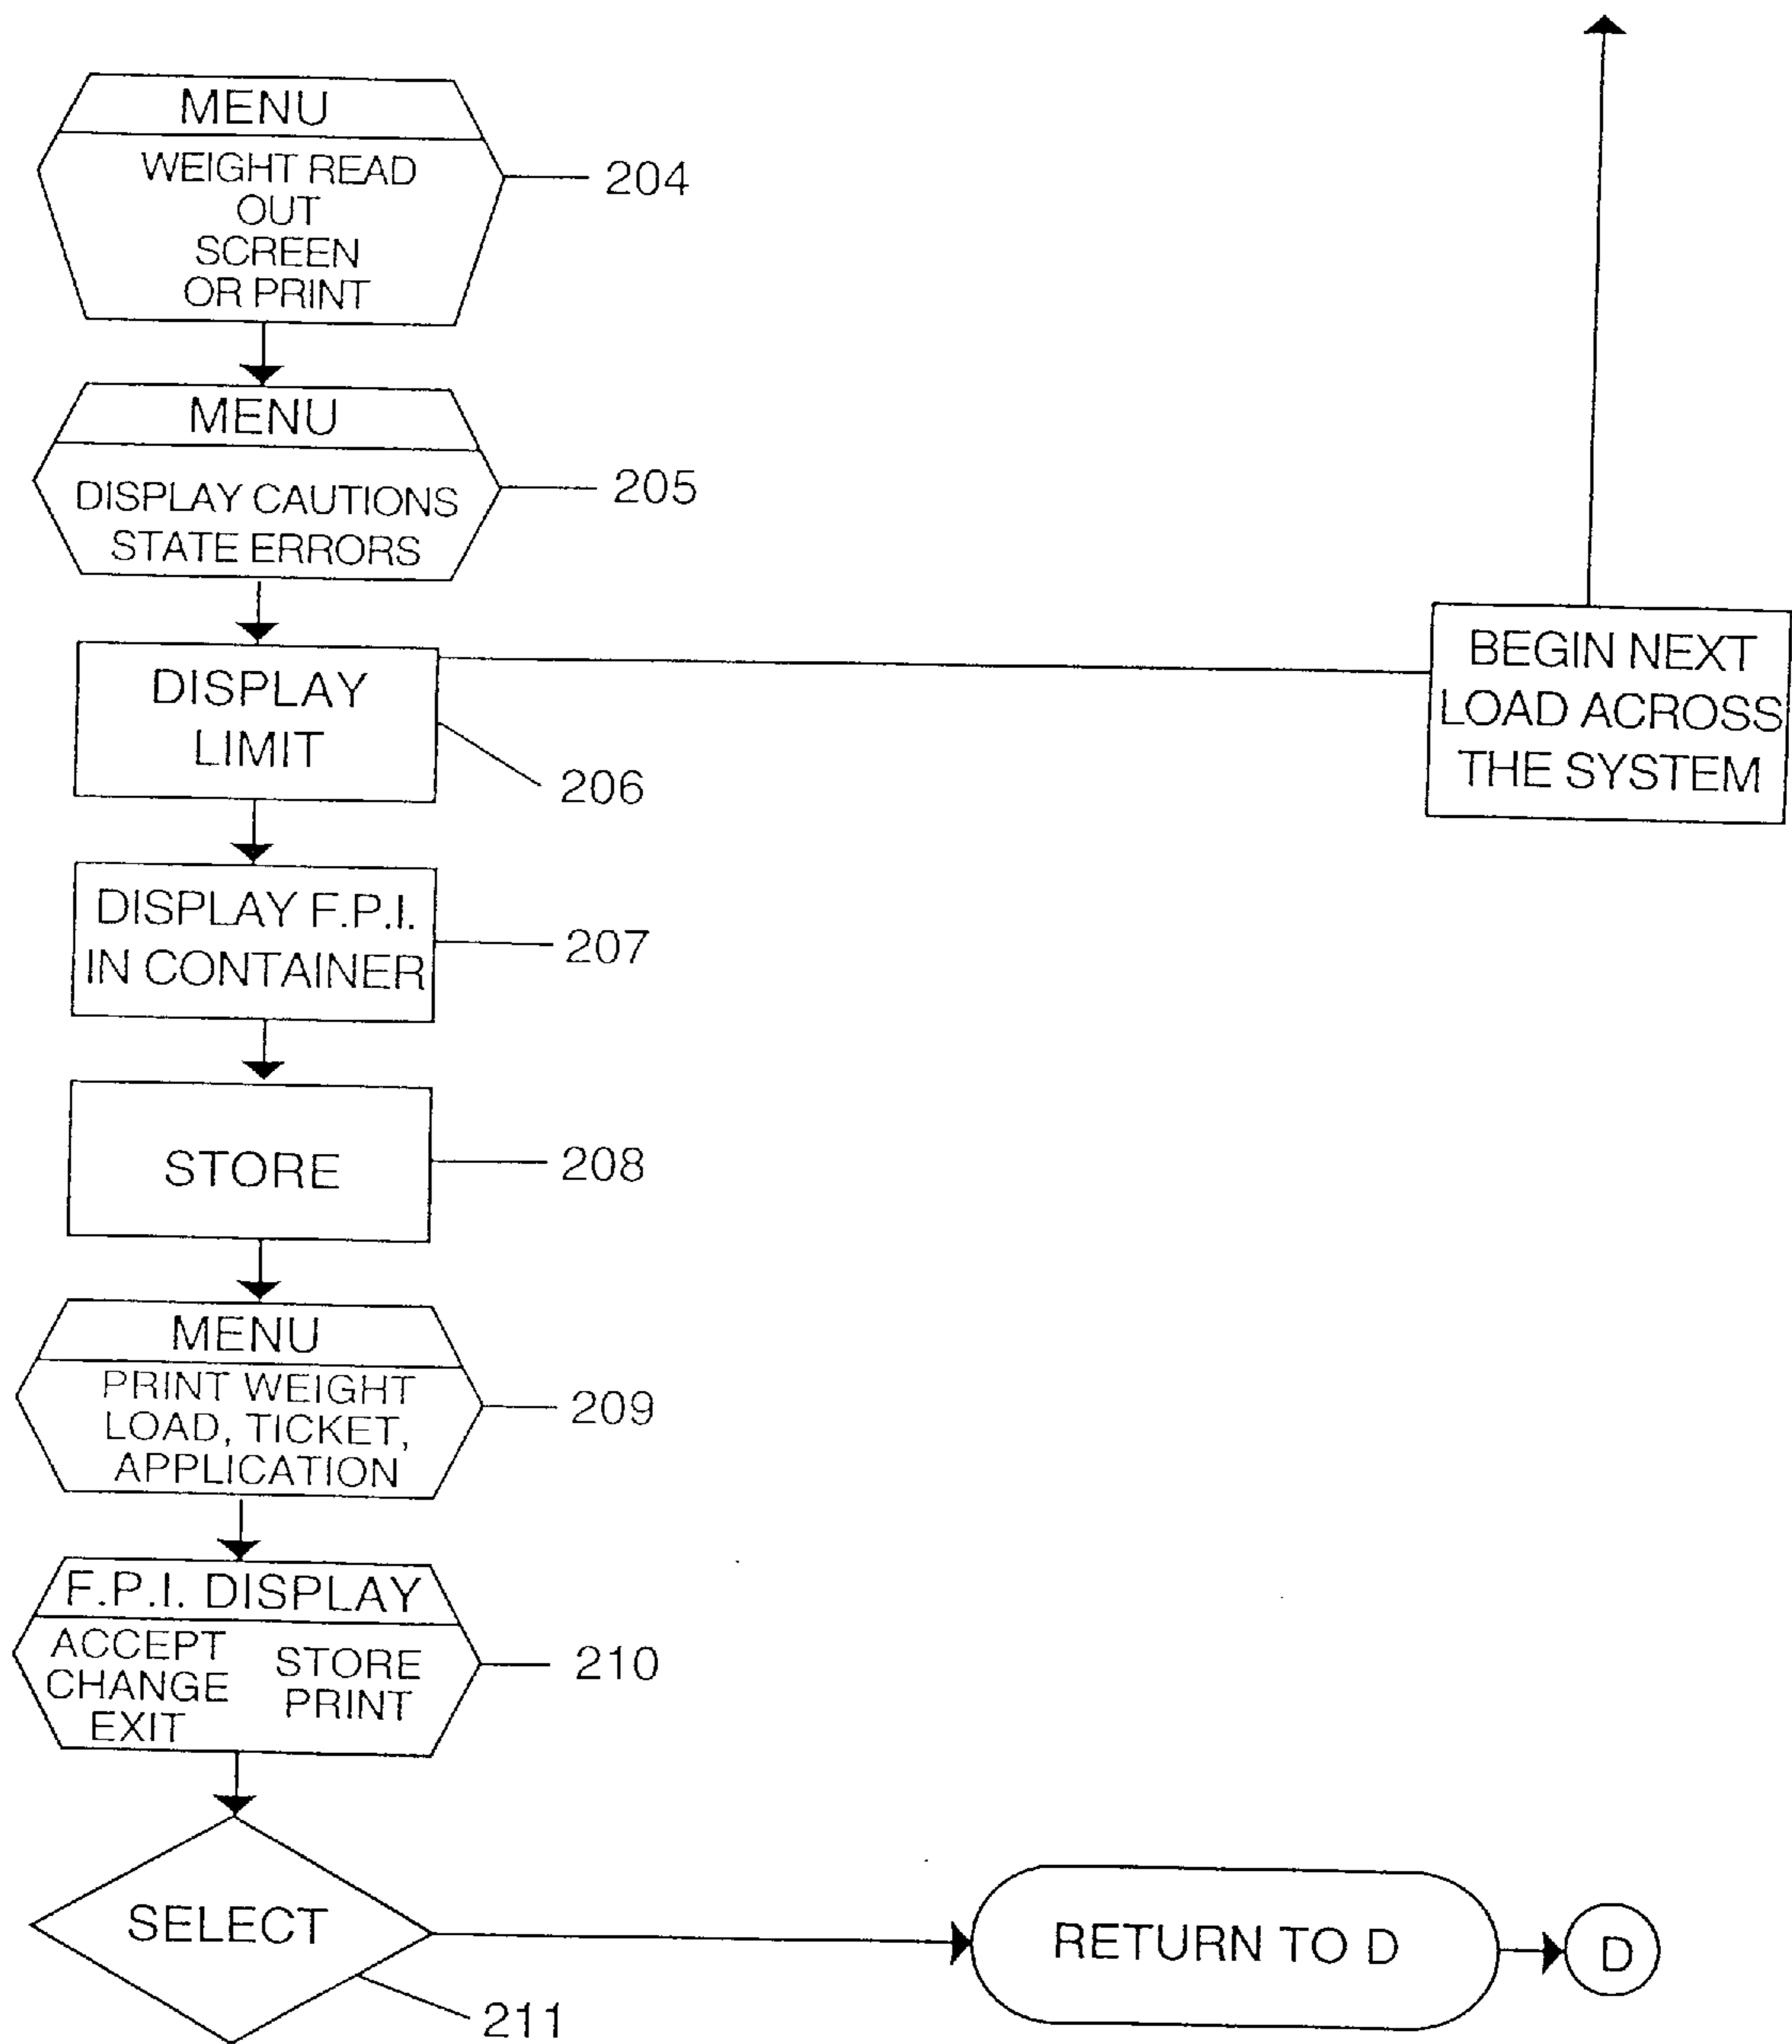 MENU
WEIGHT READ
OUT
SCREEN
OR PRINT
204
MENU
DISPLAY CAUTIONS
STATE ERRORS
205
DISPLAY
LIMIT
206
BEGIN NEXT
LOAD ACROSS
THE SYSTEM
DISPLAY F.P.I.
IN CONTAINER
207
STORE
208
MENU
PRINT WEIGHT
LOAD, TICKET,
APPLICATION
209
F.P.I. DISPLAY
ACCEPT
CHANGE
EXIT
STORE
PRINT
210
SELECT
211
RETURN TO D
D